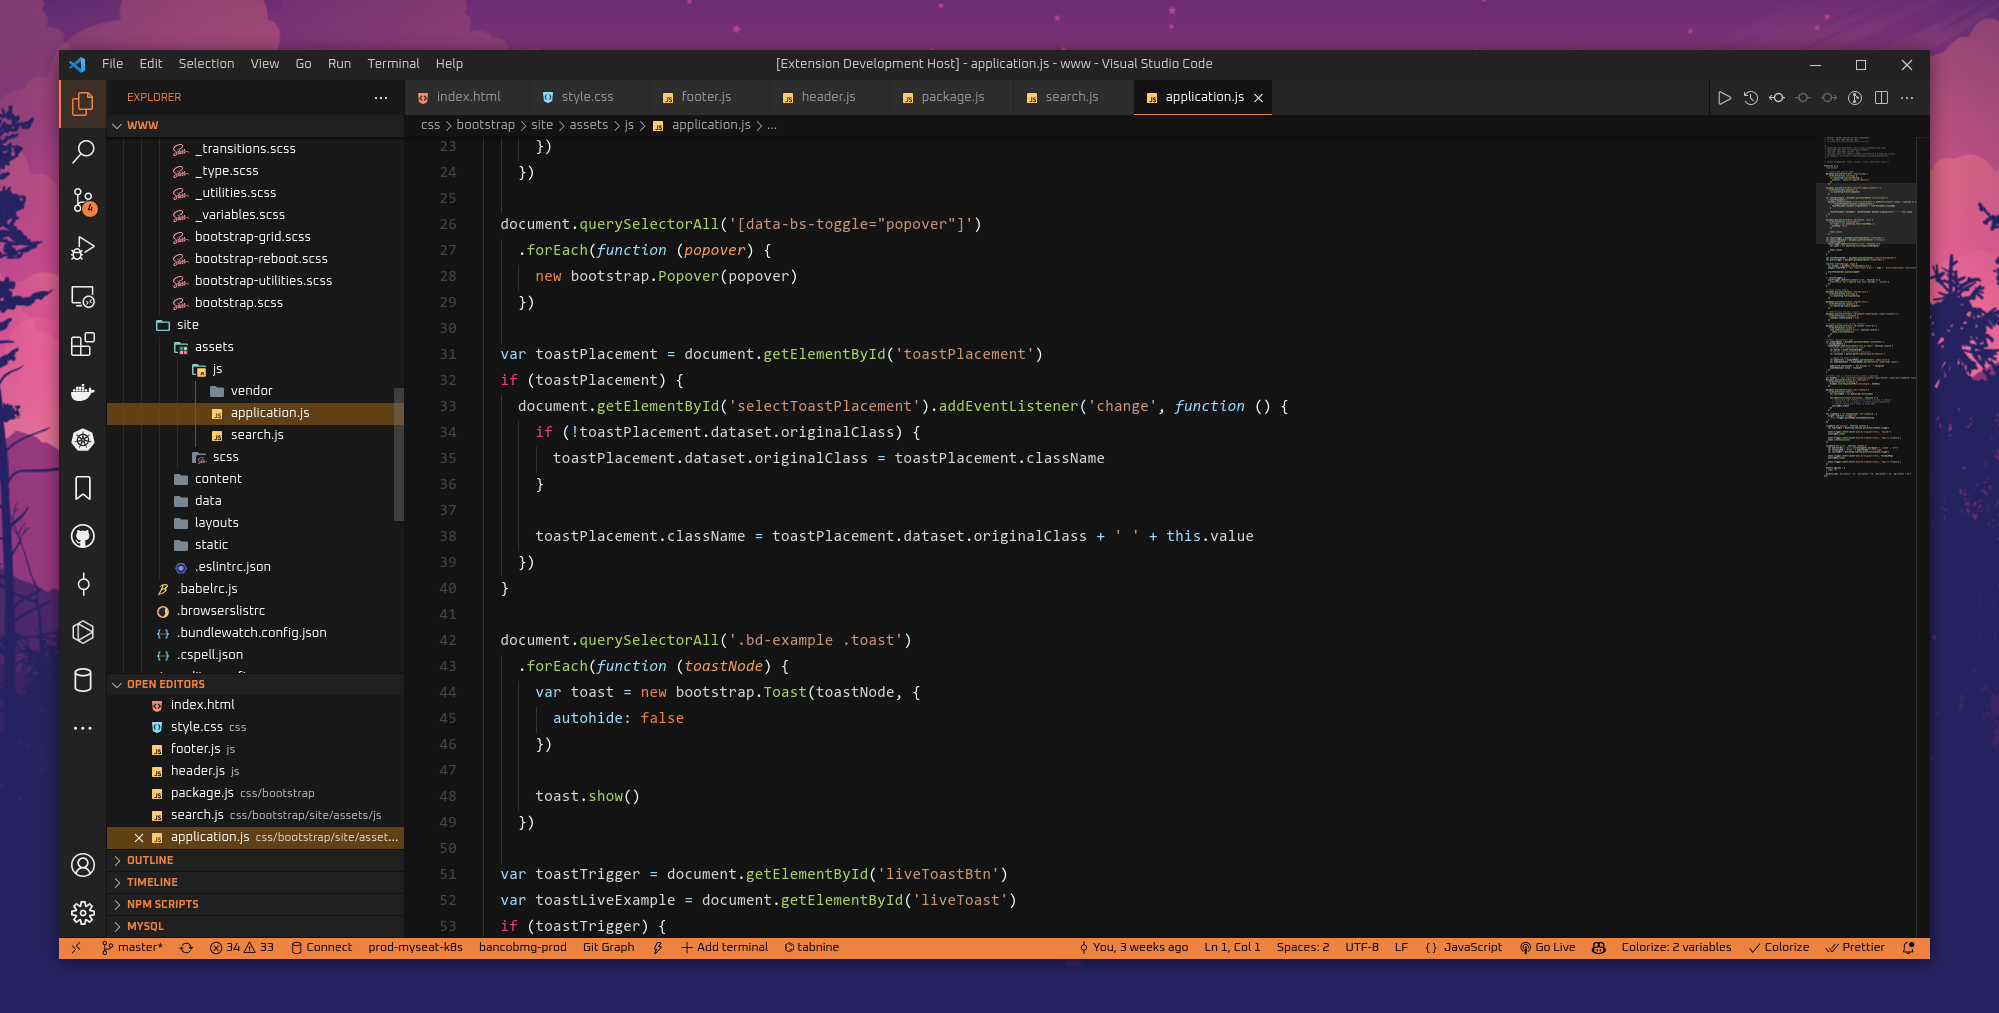 File Edit Selection View Go Run Terminal Help
[Extension Development Host] - application.js - www - Visual Studio Code
EXPLORER
index.html style.css footer.js header.js package.js search.js application.js
WWW
css > bootstrap > site > assets > js > application.js > ...
_transitions.scss
_type.scss
_utilities.scss
_variables.scss
bootstrap-grid.scss
bootstrap-reboot.scss
bootstrap-utilities.scss
bootstrap.scss
site
assets
js
vendor
application.js
search.js
scss
content
data
layouts
static
.eslintrc.json
.babelrc.js
.browserslistrc
.bundlewatch.config.json
.cspell.json
OPEN EDITORS
index.html
style.css css
footer.js js
header.js js
package.js css/bootstrap
search.js css/bootstrap/site/assets/js
application.js css/bootstrap/site/asset...
OUTLINE
TIMELINE
NPM SCRIPTS
MYSQL
4
23 })
24 })
25
26 document.querySelectorAll('[data-bs-toggle="popover"]')
27 .forEach(function (popover) {
28 new bootstrap.Popover(popover)
29 })
30
31 var toastPlacement = document.getElementById('toastPlacement')
32 if (toastPlacement) {
33 document.getElementById('selectToastPlacement').addEventListener('change', function () {
34 if (!toastPlacement.dataset.originalClass) {
35 toastPlacement.dataset.originalClass = toastPlacement.className
36 }
37
38 toastPlacement.className = toastPlacement.dataset.originalClass + ' ' + this.value
39 })
40 }
41
42 document.querySelectorAll('.bd-example .toast')
43 .forEach(function (toastNode) {
44 var toast = new bootstrap.Toast(toastNode, {
45 autohide: false
46 })
47
48 toast.show()
49 })
50
51 var toastTrigger = document.getElementById('liveToastBtn')
52 var toastLiveExample = document.getElementById('liveToast')
53 if (toastTrigger) {
master* 34 33 Connect prod-myseat-k8s bancobmg-prod Git Graph Add terminal tabnine You, 3 weeks ago Ln 1, Col 1 Spaces: 2 UTF-8 LF {} JavaScript Go Live Colorize: 2 variables Colorize Prettier